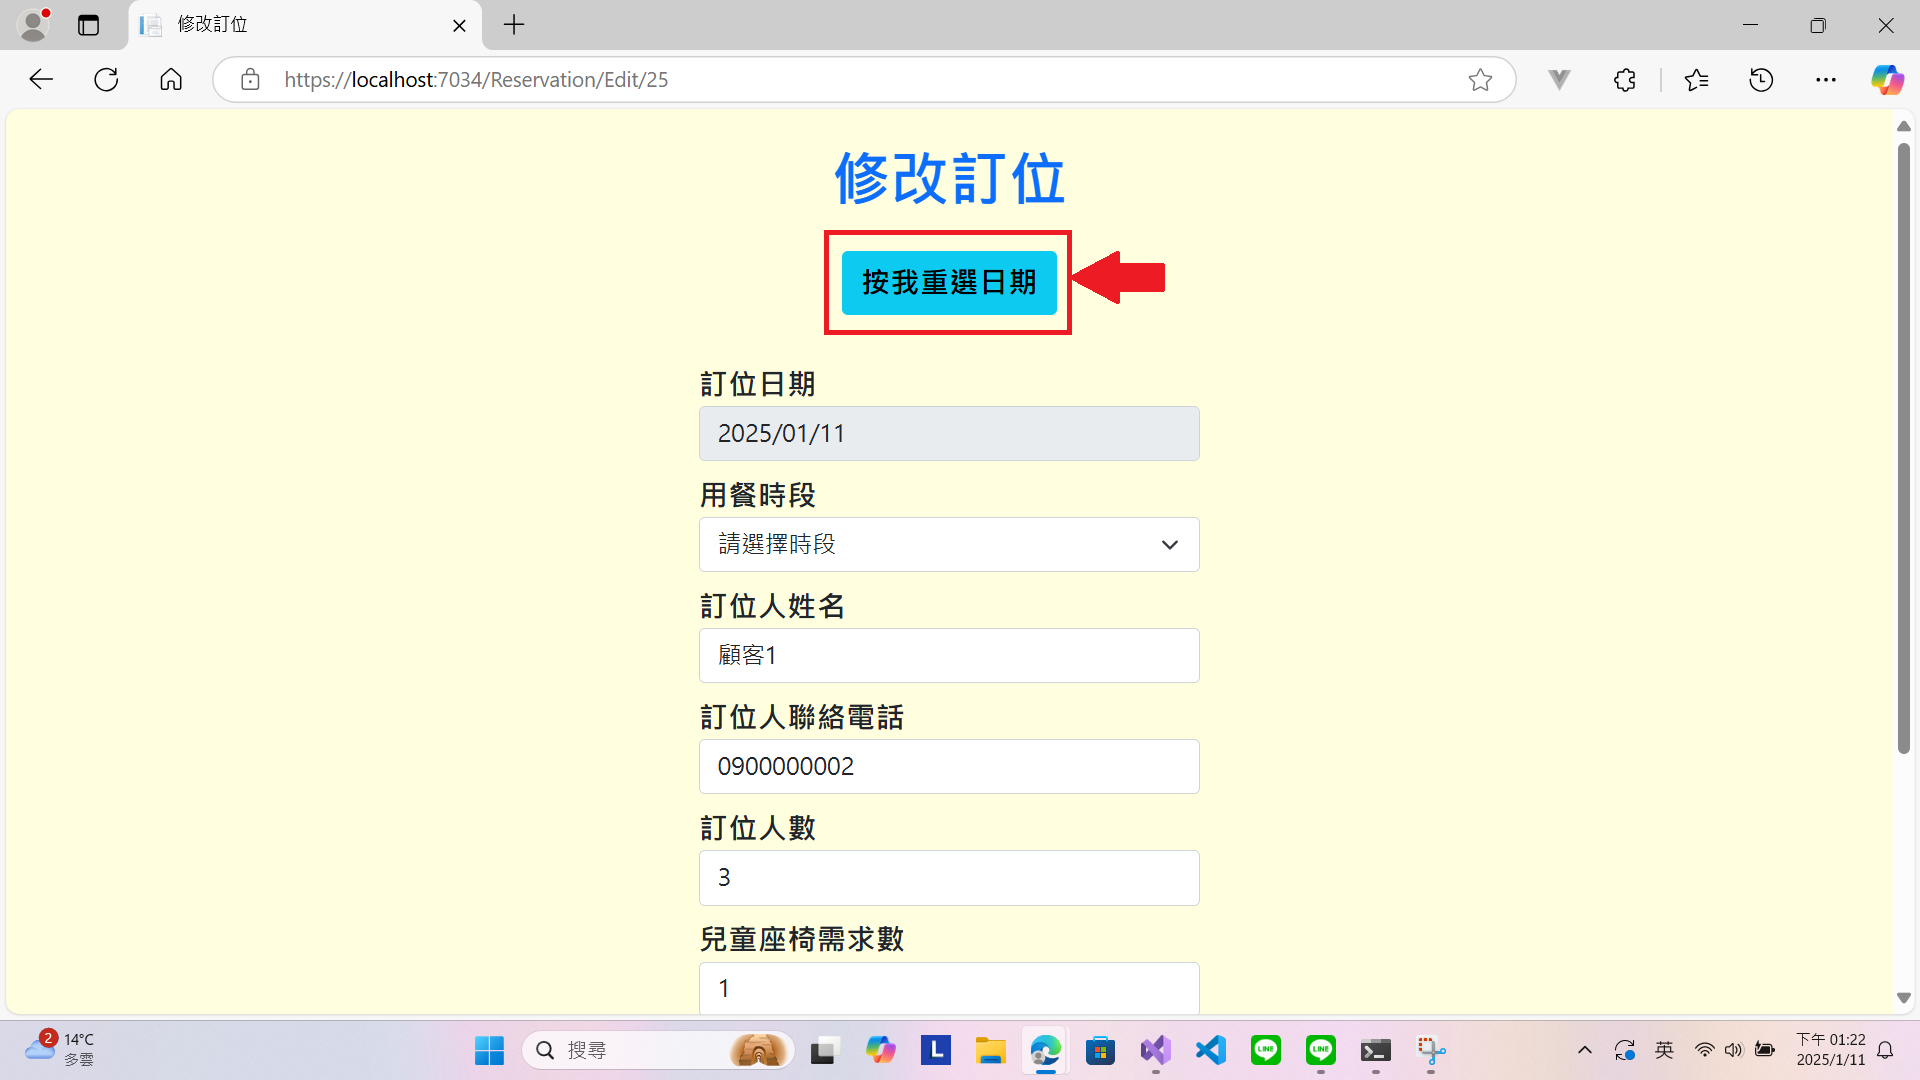 修改訂位
https://localhost:7034/Reservation/Edit/25
修改訂位
按我重選日期
訂位日期
2025/01/11
用餐時段
請選擇時段
訂位人姓名
顧客1
訂位人聯絡電話
0900000002
訂位人數
3
兒童座椅需求數
1
2
14°C
多雲
搜尋
L
LINE
LINE
英
下午 01:22
2025/1/11